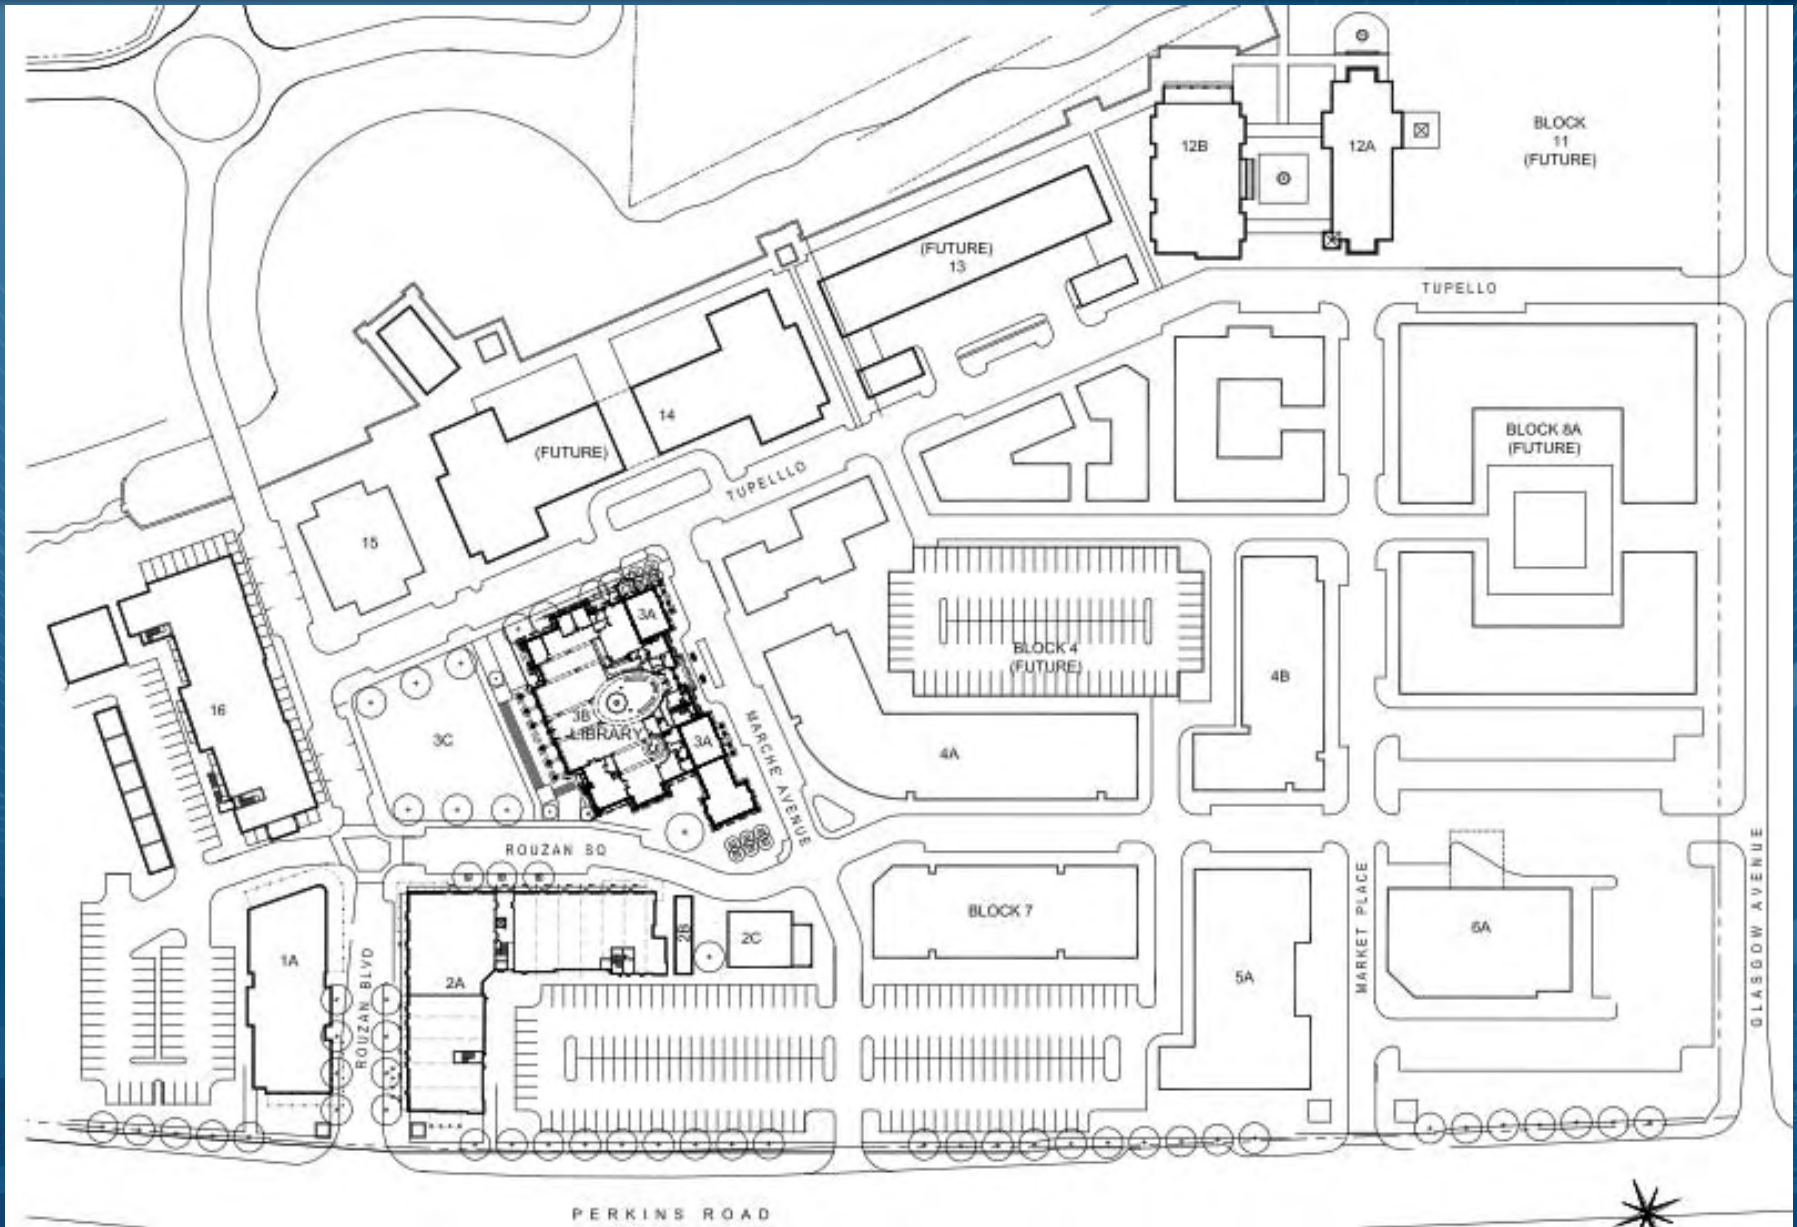 BLOCK
11
(FUTURE)
12B
12A
(FUTURE)
13
TUPELLO
14
(FUTURE)
BLOCK 8A
(FUTURE)
TUPELLLO
15
3A
BLOCK 4
(FUTURE)
4B
16
3B
LIBRARY
3C
3A
4A
MARCHE AVENUE
ROUZAN SQ
MARKET PLACE
GLASGOW AVENUE
BLOCK 7
6A
1A
2A
2B
2C
5A
ROUZAN BLVD
PERKINS ROAD